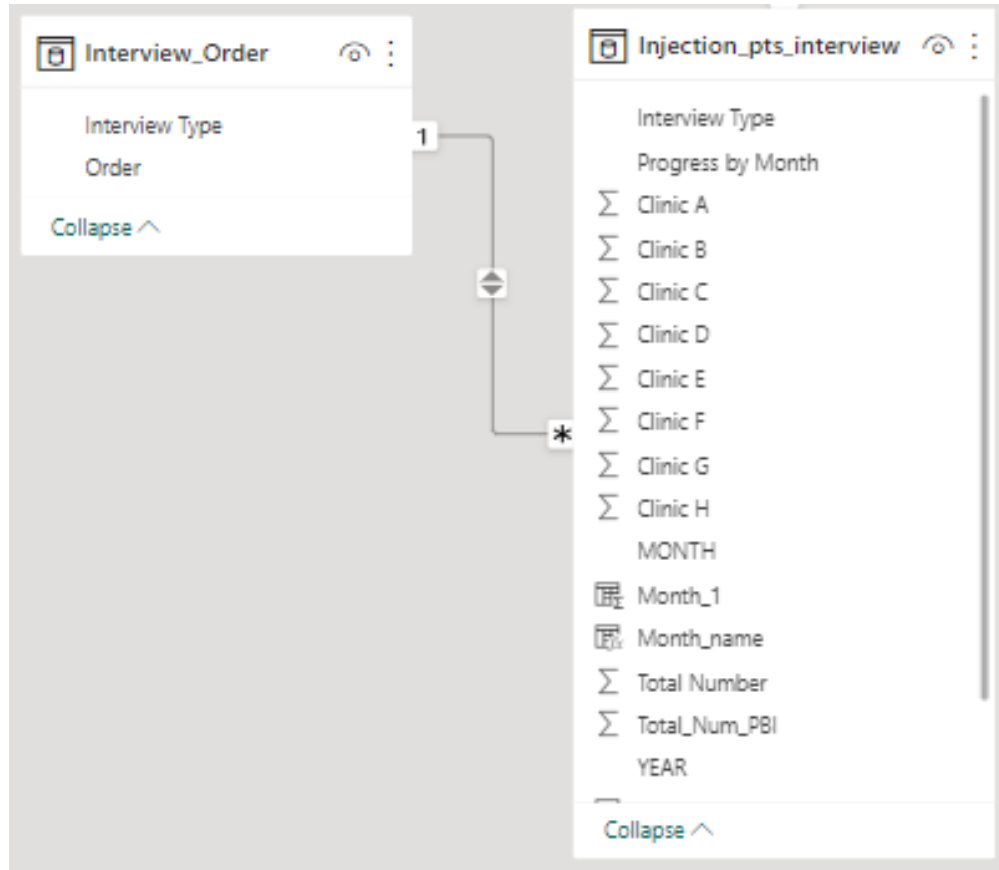 Interview_Order
Interview Type
Order
Collapse
1
*
Injection_pts_interview
Interview Type
Progress by Month
Clinic A
Clinic B
Clinic C
Clinic D
Clinic E
Clinic F
Clinic G
Clinic H
MONTH
Month_1
Month_name
Total Number
Total_Num_PBI
YEAR
Collapse